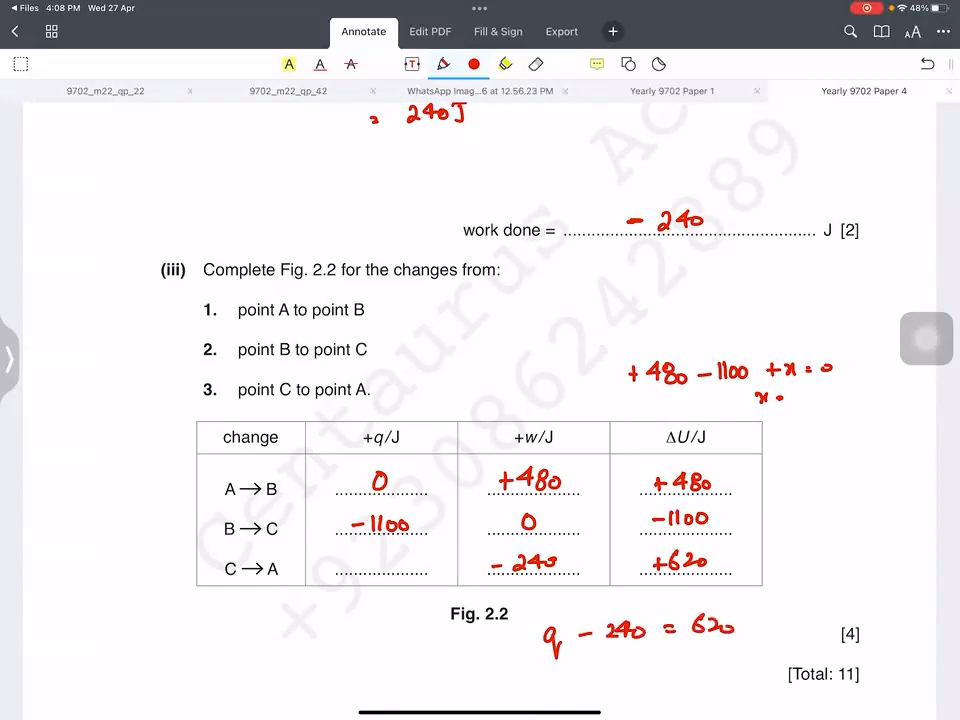 Files 4:08 PM Wed 27 Apr 48%
Annotate Edit PDF Fill & Sign Export
A A A T AA
9702_m22_qp_22 9702_m22_qp_42 WhatsApp Imag...6 at 12.56.23 PM Yearly 9702 Paper 1 Yearly 9702 Paper 4
= 240J
work done = - 240 J [2]
(iii) Complete Fig. 2.2 for the changes from:
1. point A to point B
2. point B to point C
3. point C to point A.
+480 -1100 +x = 0
x =
change +q/J +w/J ΔU/J
A → B 0 +480 +480
B → C -1100 0 -1100
C → A -240 +620
Fig. 2.2
q - 240 = 620
[4]
[Total: 11]
Centaurus Ac
+923086242889